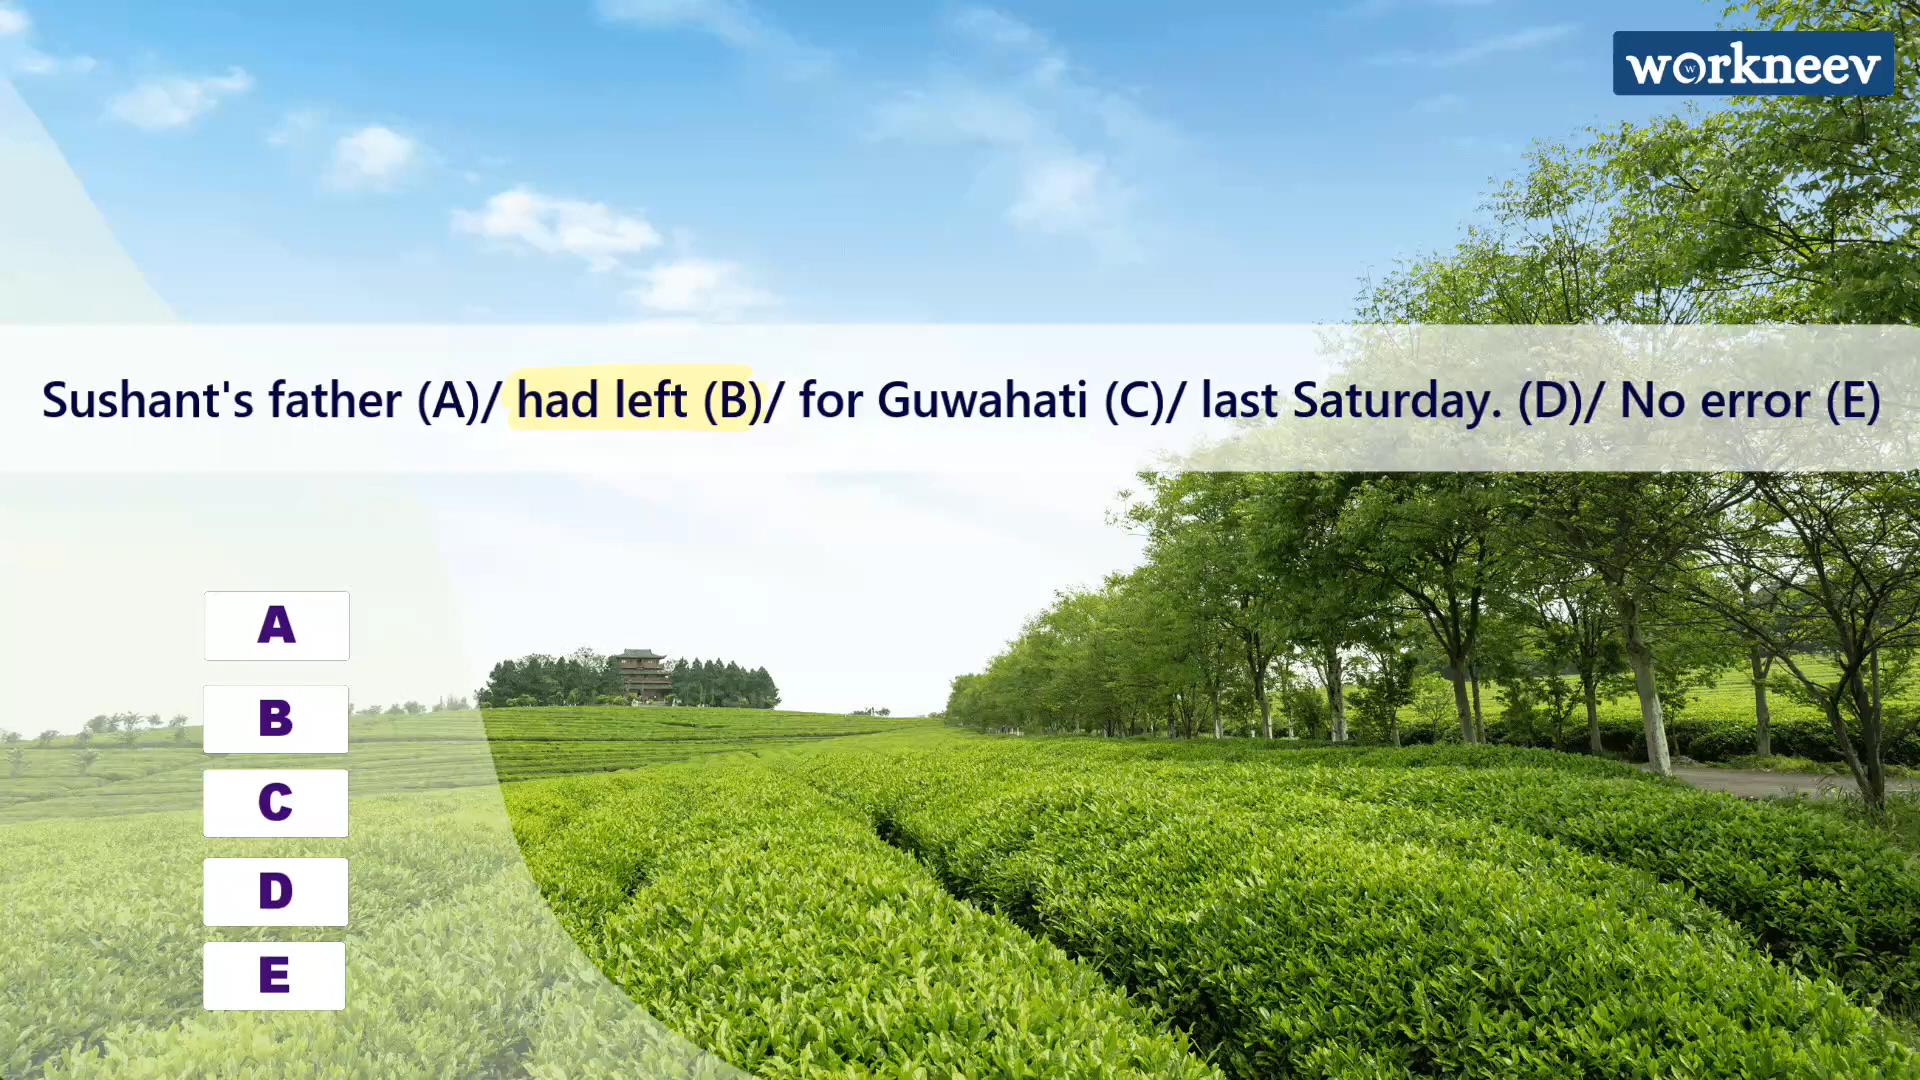 workneev
Sushant's father (A)/ had left (B)/ for Guwahati (C)/ last Saturday. (D)/ No error (E)
A
B
C
D
E